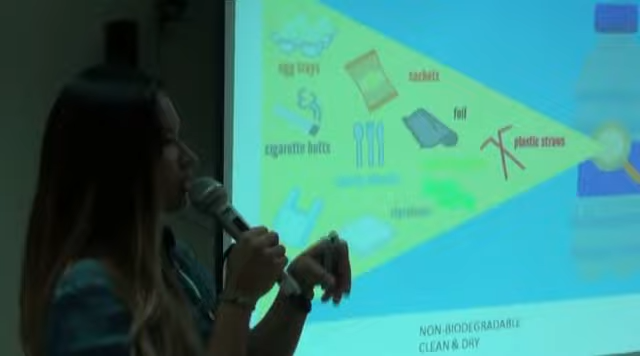 egg trays
sachets
foil
cigarette butts
plastic straws
NON-BIODEGRADABLE
CLEAN & DRY